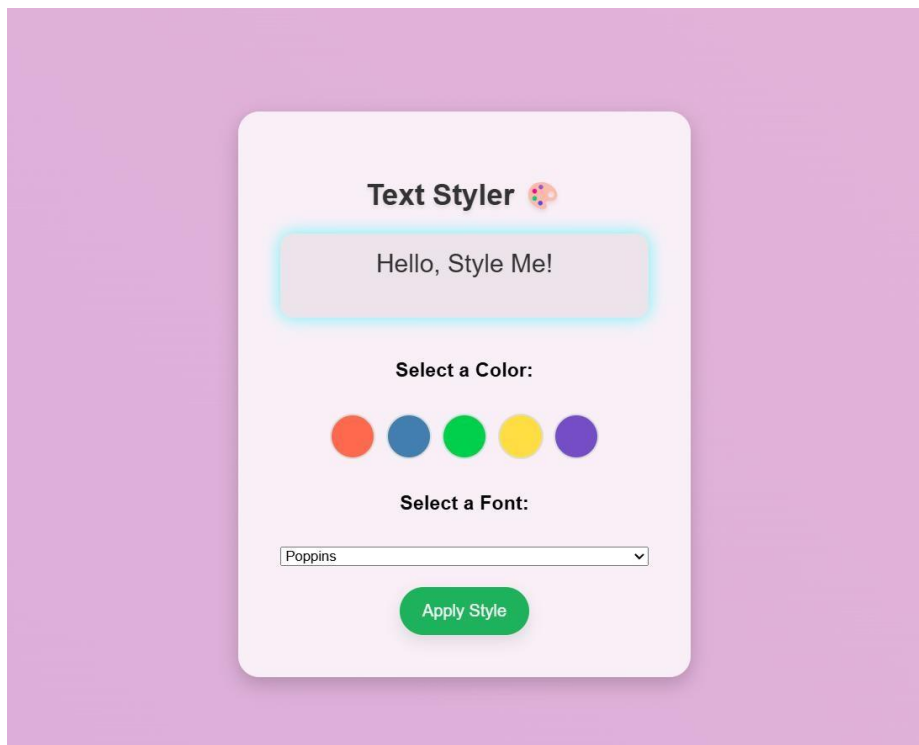 Text Styler 🎨
Hello, Style Me!
Select a Color:
Select a Font:
Poppins
Apply Style